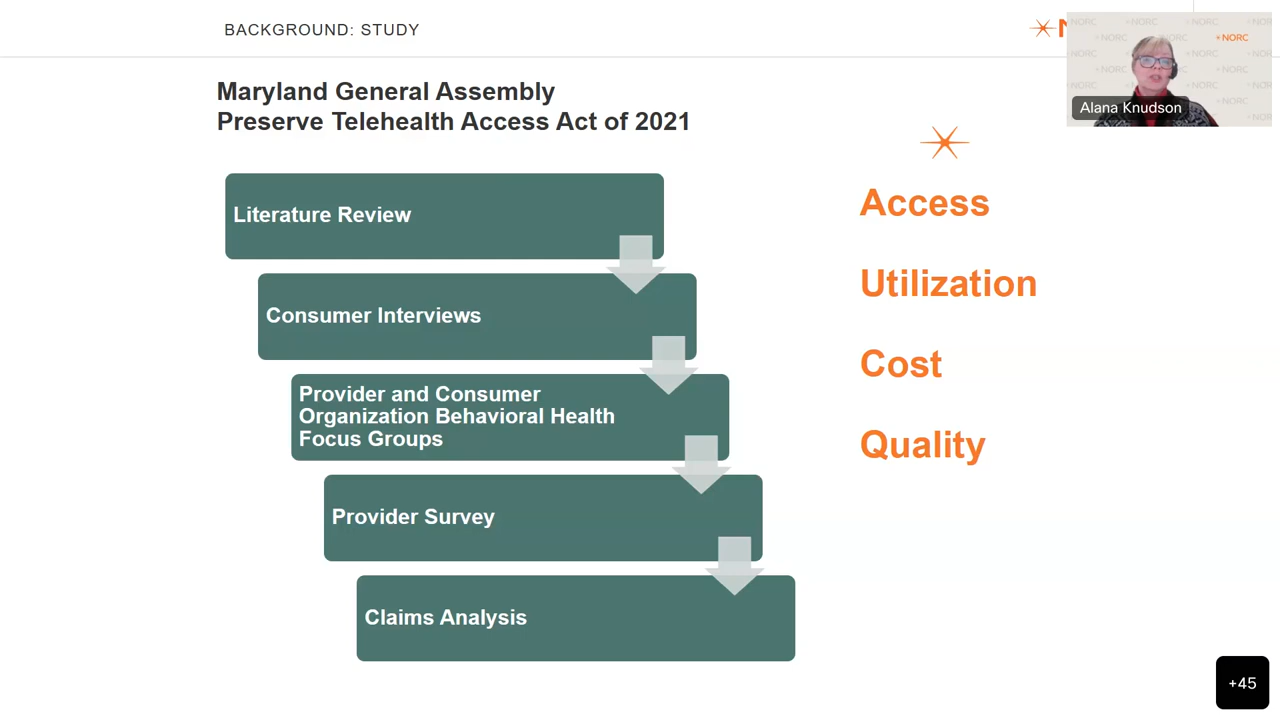 BACKGROUND: STUDY
NORC
Alana Knudson
Maryland General Assembly
Preserve Telehealth Access Act of 2021
Literature Review
Consumer Interviews
Provider and Consumer
Organization Behavioral Health
Focus Groups
Provider Survey
Claims Analysis
Access
Utilization
Cost
Quality
+45